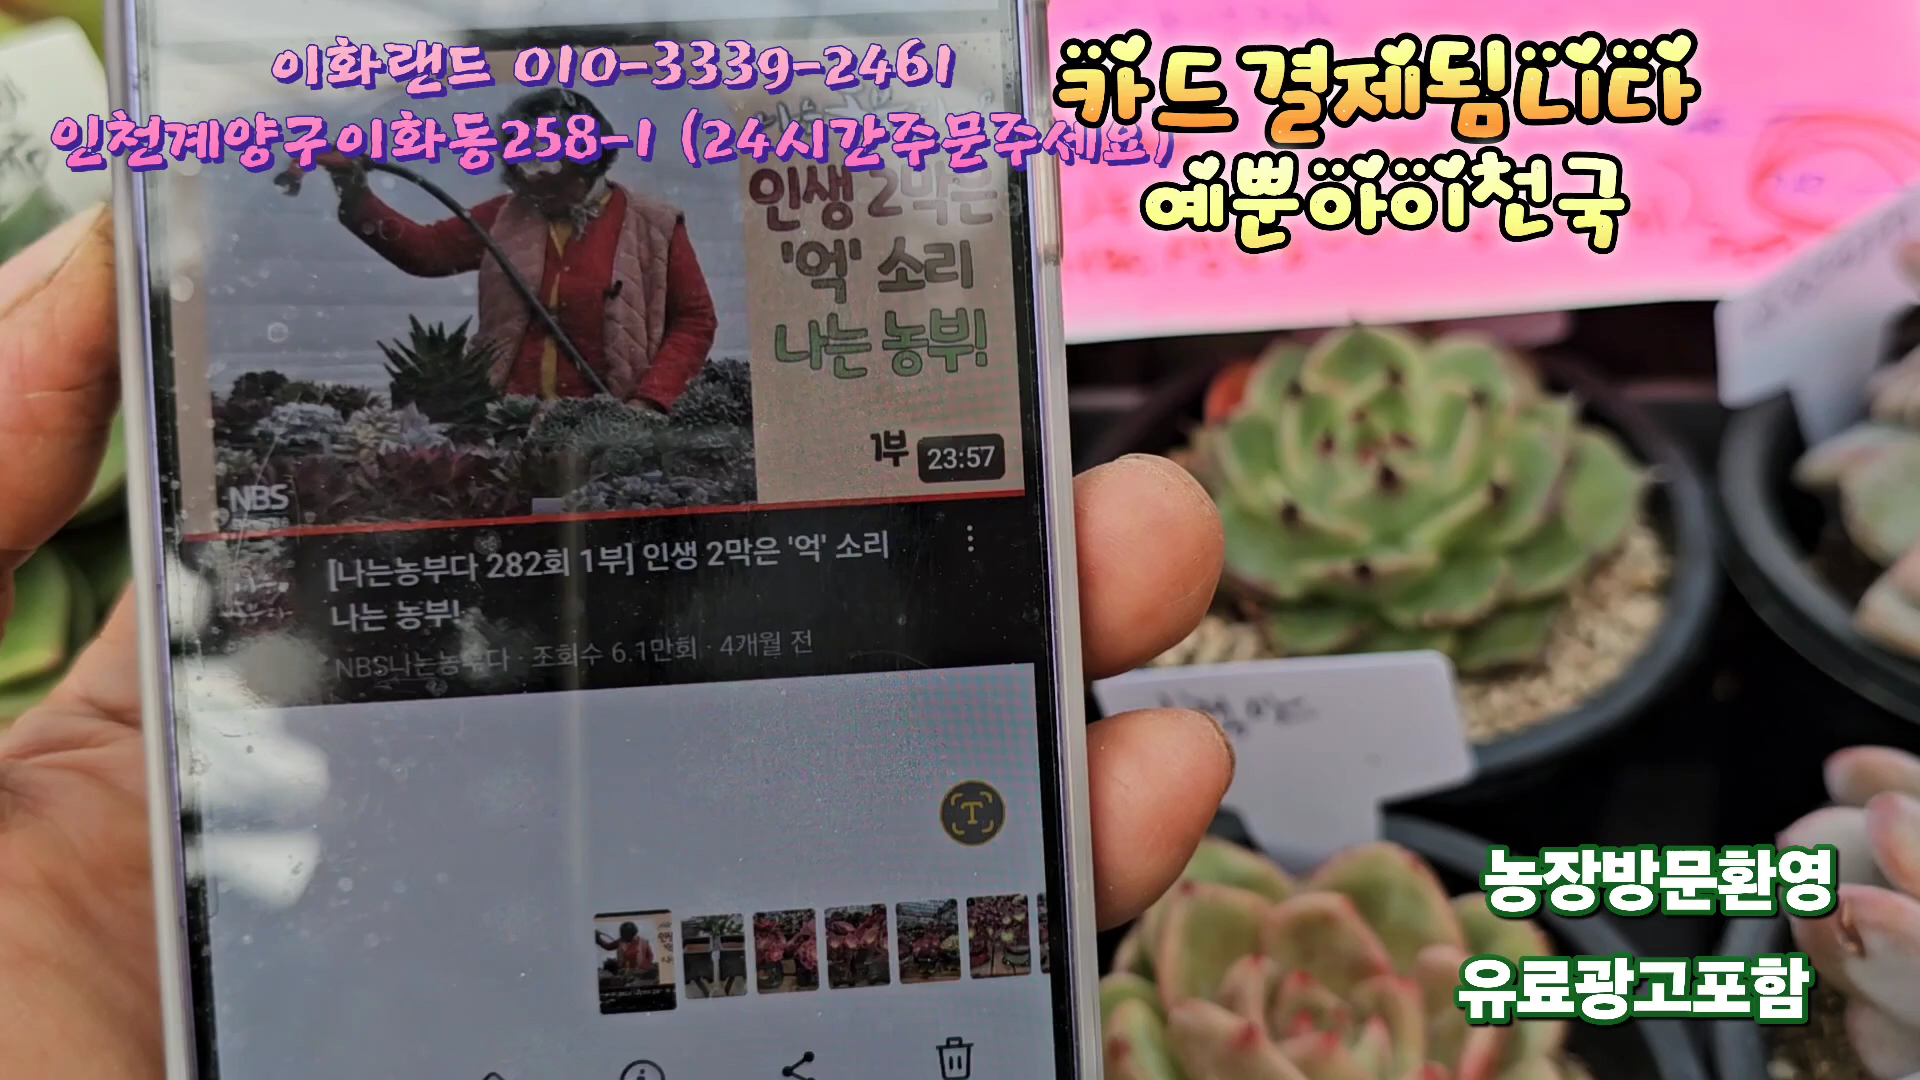 이화랜드 010-3339-2461
인천계양구이화동258-1 (24시간주문주세요)
카드결제됩니다
예쁜아이천국
인생 2막은
'억' 소리
나는 농부!
1부 23:57
NBS
[나는농부다 282회 1부] 인생 2막은 '억' 소리
나는 농부!
NBS나는농부다 · 조회수 6.1만회 · 4개월 전
T
농장방문환영
유료광고포함